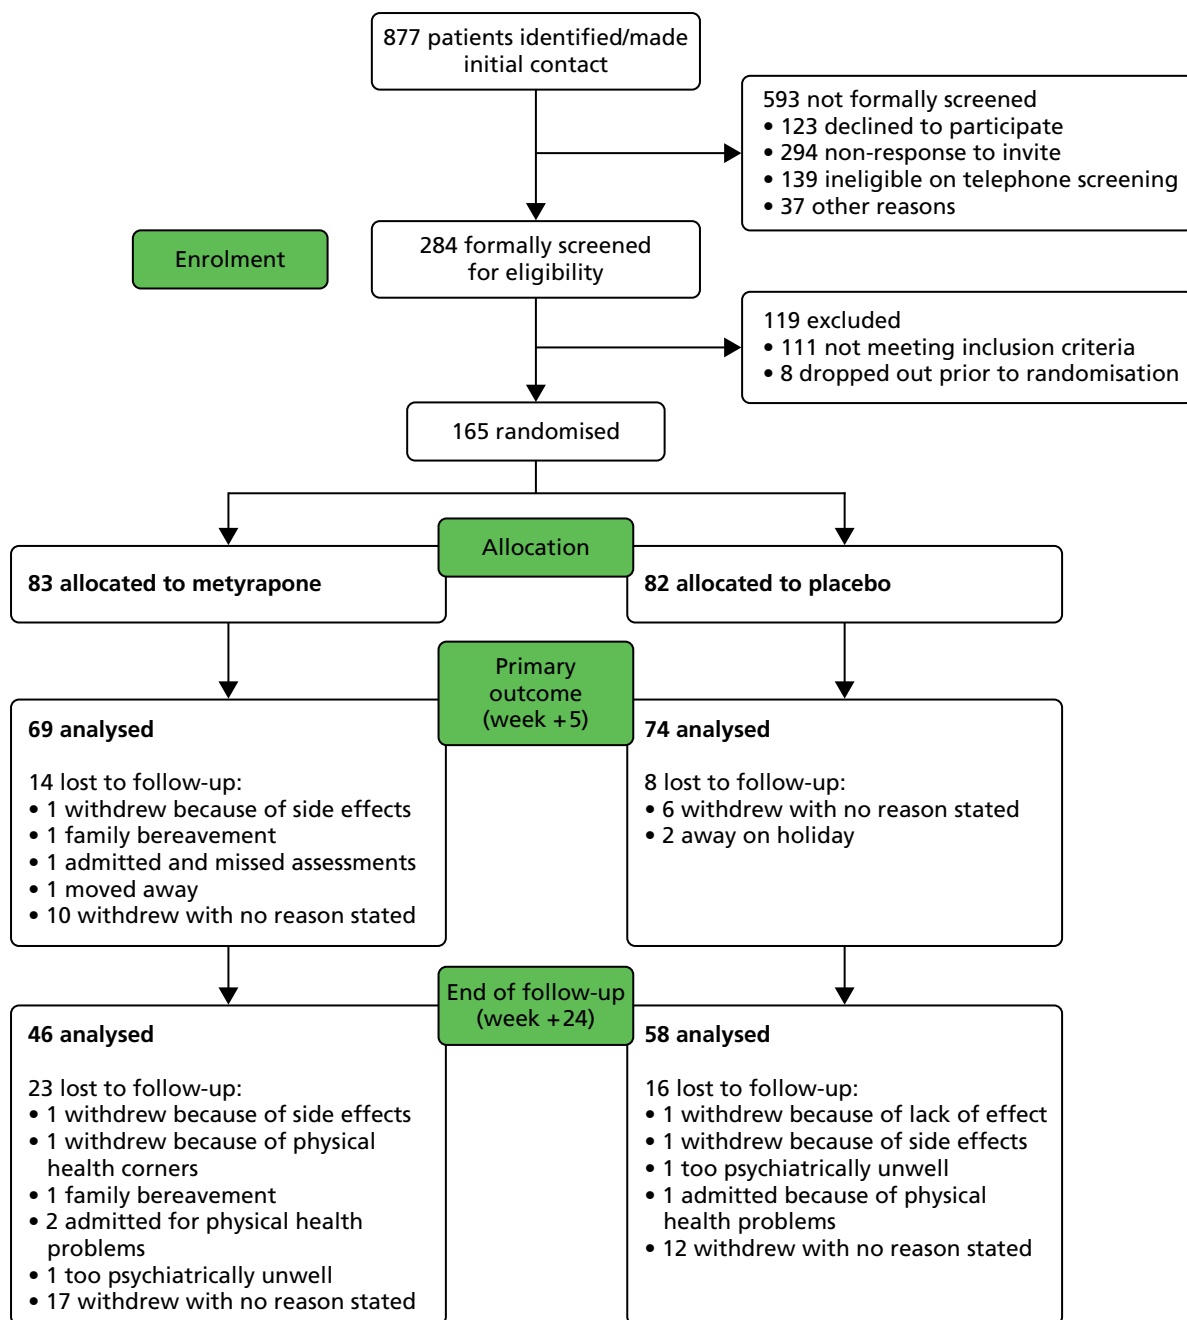 877 patients identified/made
initial contact
593 not formally screened
• 123 declined to participate
• 294 non-response to invite
• 139 ineligible on telephone screening
• 37 other reasons
Enrolment
284 formally screened
for eligibility
119 excluded
• 111 not meeting inclusion criteria
• 8 dropped out prior to randomisation
165 randomised
Allocation
83 allocated to metyrapone
82 allocated to placebo
Primary
outcome
(week +5)
69 analysed
14 lost to follow-up:
• 1 withdrew because of side effects
• 1 family bereavement
• 1 admitted and missed assessments
• 1 moved away
• 10 withdrew with no reason stated
74 analysed
8 lost to follow-up:
• 6 withdrew with no reason stated
• 2 away on holiday
End of follow-up
(week +24)
46 analysed
23 lost to follow-up:
• 1 withdrew because of side effects
• 1 withdrew because of physical
health corners
• 1 family bereavement
• 2 admitted for physical health
problems
• 1 too psychiatrically unwell
• 17 withdrew with no reason stated
58 analysed
16 lost to follow-up:
• 1 withdrew because of lack of effect
• 1 withdrew because of side effects
• 1 too psychiatrically unwell
• 1 admitted because of physical
health problems
• 12 withdrew with no reason stated